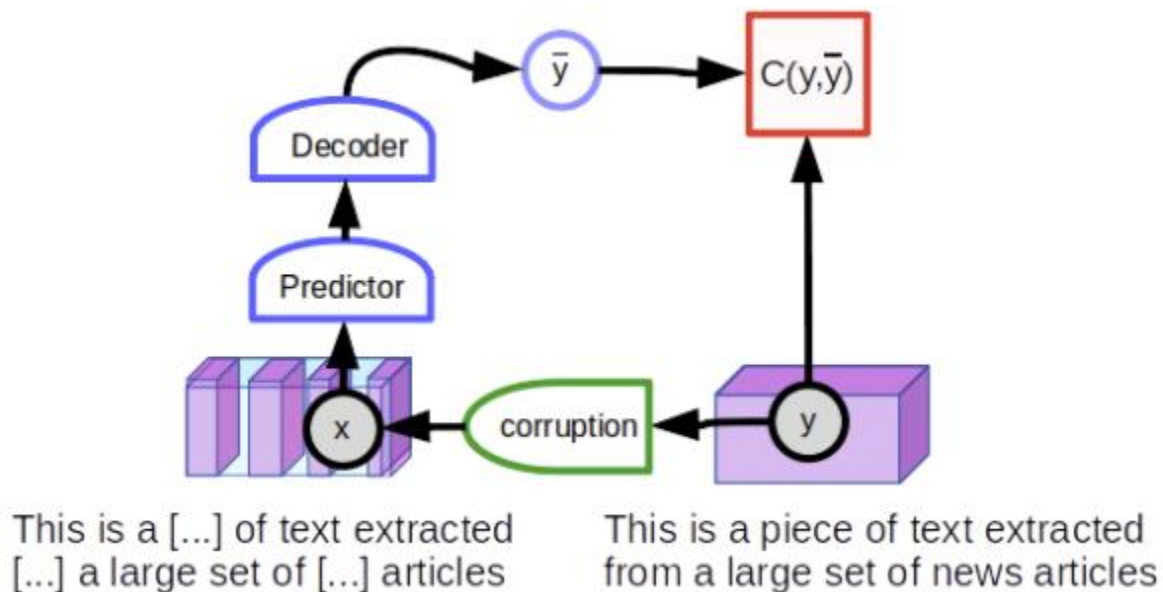 ȳ
C(y,ȳ)
Decoder
Predictor
x
corruption
y
This is a [...] of text extracted
[...] a large set of [...] articles
This is a piece of text extracted
from a large set of news articles